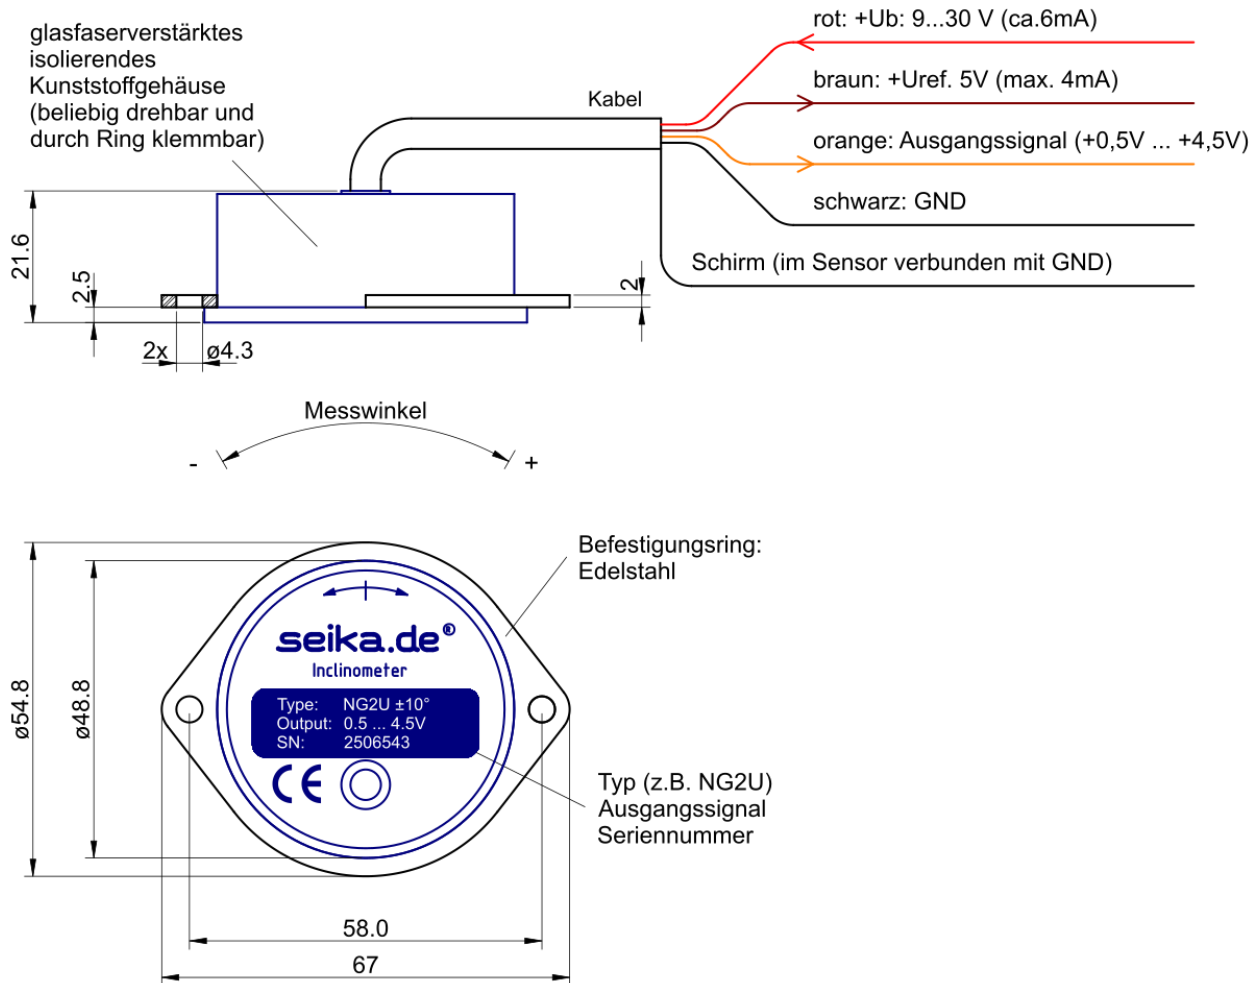 glasfaserverstärktes
isolierendes
Kunststoffgehäuse
(beliebig drehbar und
durch Ring klemmbar)
Kabel
rot: +Ub: 9...30 V (ca.6mA)
braun: +Uref. 5V (max. 4mA)
orange: Ausgangssignal (+0,5V ... +4,5V)
schwarz: GND
Schirm (im Sensor verbunden mit GND)
21.6
2.5
2
2x ø4.3
Messwinkel
- +
Befestigungsring:
Edelstahl
seika.de®
Inclinometer
Type: NG2U ±10°
Output: 0.5 ... 4.5V
SN: 2506543
CE
ø54.8
ø48.8
Typ (z.B. NG2U)
Ausgangssignal
Seriennummer
58.0
67